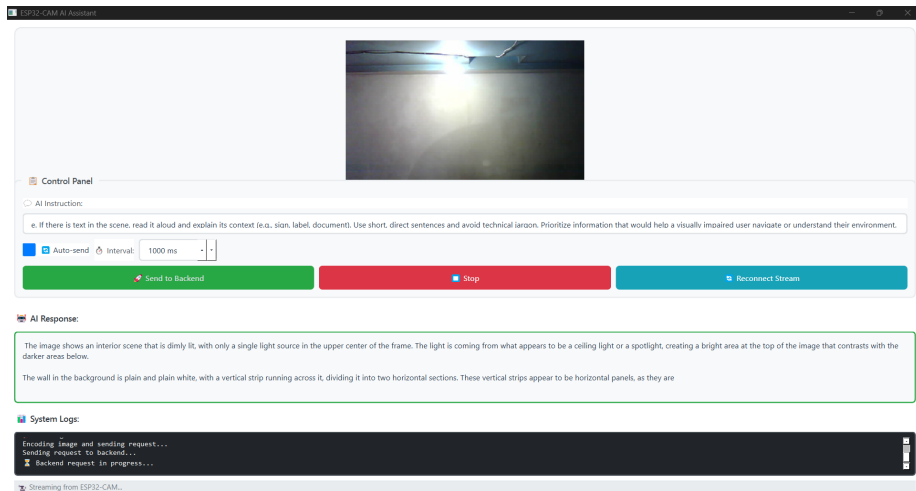 ESP32-CAM AI Assistant
Control Panel
AI Instruction:
e. If there is text in the scene, read it aloud and explain its context (e.g., sign, label, document). Use short, direct sentences and avoid technical jargon. Prioritize information that would help a visually impaired user navigate or understand their environment.
Auto-send Interval: 1000 ms
Send to Backend Stop Reconnect Stream
AI Response:
The image shows an interior scene that is dimly lit, with only a single light source in the upper center of the frame. The light is coming from what appears to be a ceiling light or a spotlight, creating a bright area at the top of the image that contrasts with the
darker areas below.
The wall in the background is plain and plain white, with a vertical strip running across it, dividing it into two horizontal sections. These vertical strips appear to be horizontal panels, as they are
System Logs:
Encoding image and sending request...
Sending request to backend...
Backend request in progress...
Streaming from ESP32-CAM...